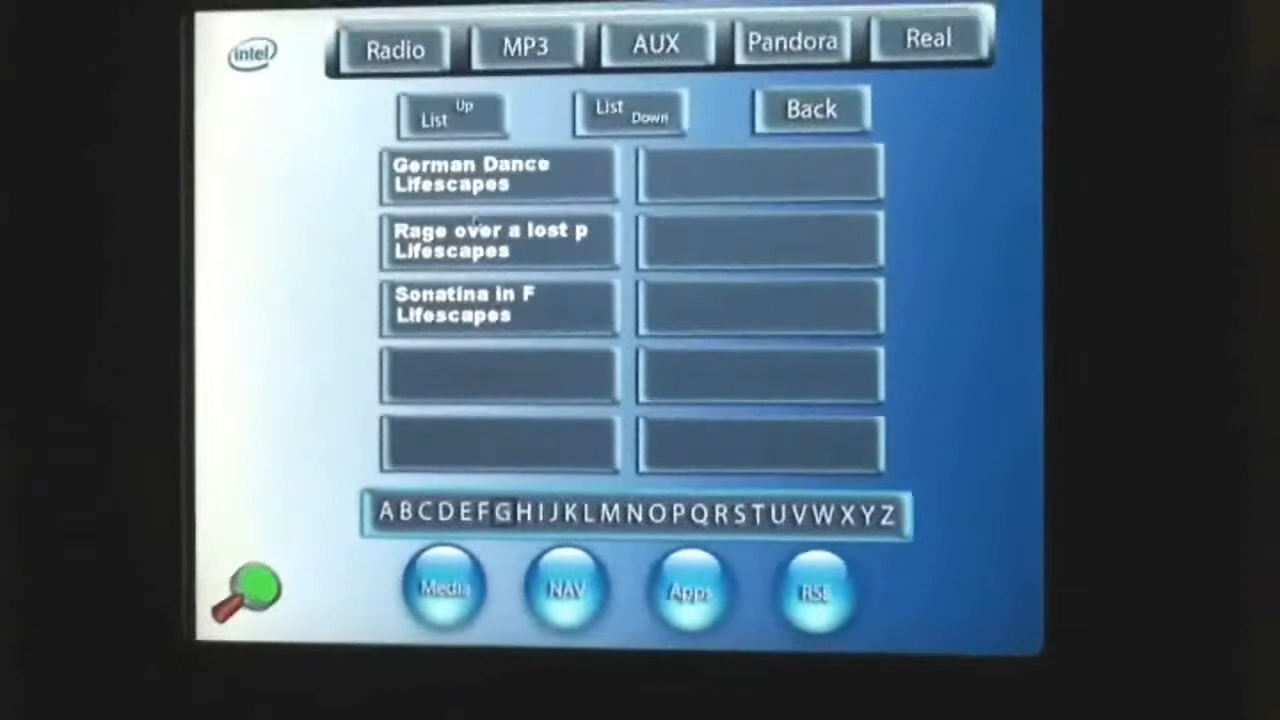 intel
Radio MP3 AUX Pandora Real
List Up
List Down
Back
German Dance
Lifescapes
Rage over a lost p
Lifescapes
Sonatina in F
Lifescapes
ABCDEFGHIJKLMNOPQRSTUVWXYZ
Media NAV Apps RSE